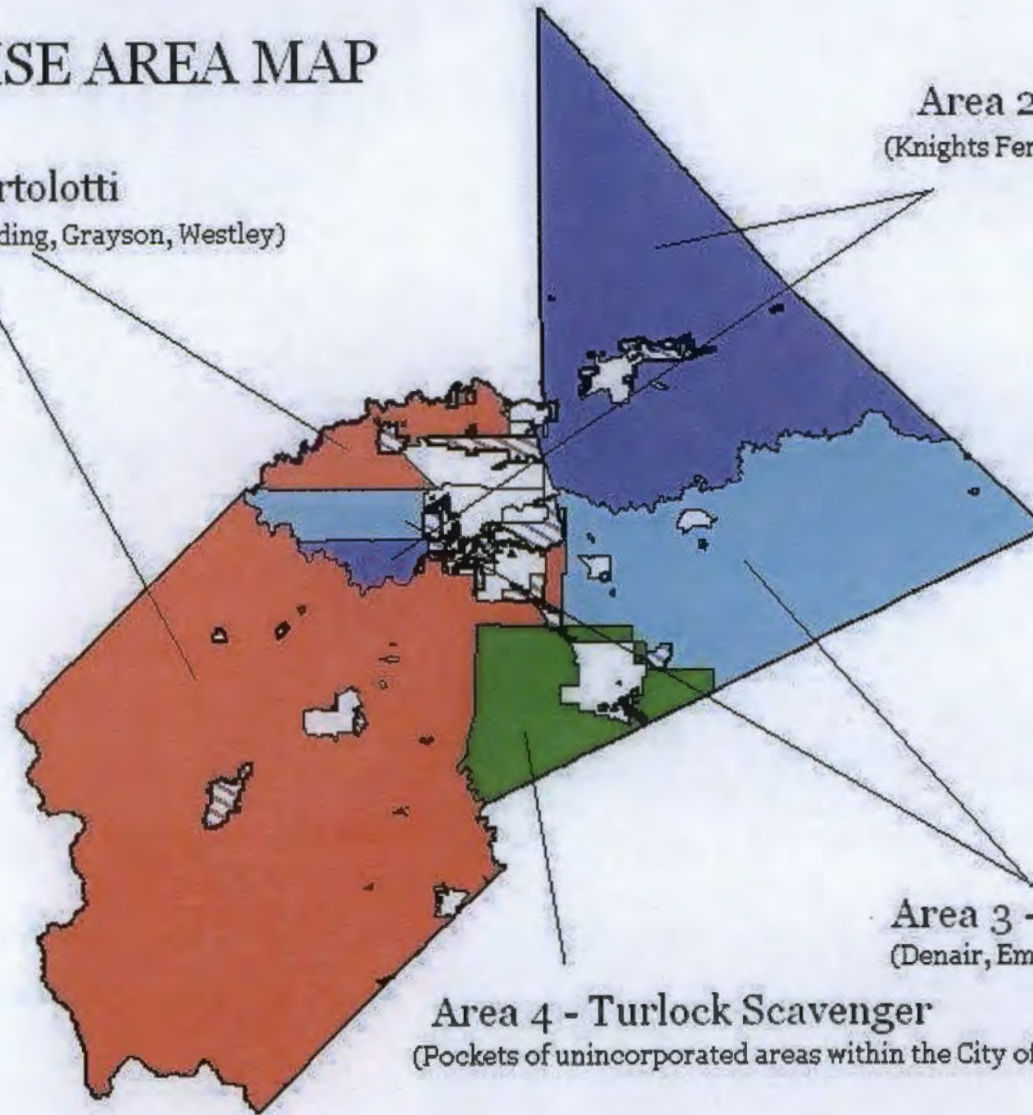 SE AREA MAP
rtolotti
ding, Grayson, Westley)
Area 2
(Knights Fer
Area 3 -
(Denair, Em
Area 4 - Turlock Scavenger
(Pockets of unincorporated areas within the City of